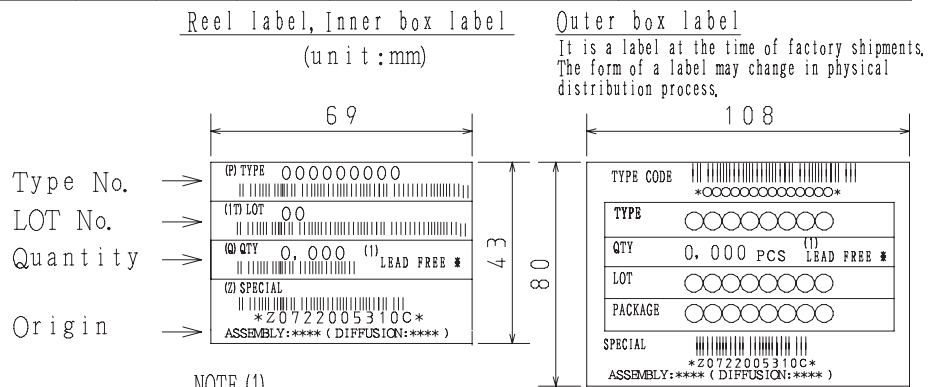 Reel label, Inner box label
(unit:mm)
Outer box label
It is a label at the time of factory shipments.
The form of a label may change in physical
distribution process.
69
108
Type No.
LOT No.
Quantity
Origin
(P) TYPE OOOOOOOOO
(1T) LOT OO
(Q) QTY 0,000 (1) LEAD FREE *
(Z) SPECIAL
*Z0722005310C*
ASSEMBLY:**** (DIFFUSION:****)
43
80
TYPE CODE
*OOOOOOOOOOOOOO*
TYPE OOOOOOOO
QTY 0,000 PCS (1) LEAD FREE *
LOT OOOOOOOO
PACKAGE OOOOOOOO
SPECIAL
*Z0722005310C*
ASSEMBLY:**** (DIFFUSION:****)
NOTE (1)